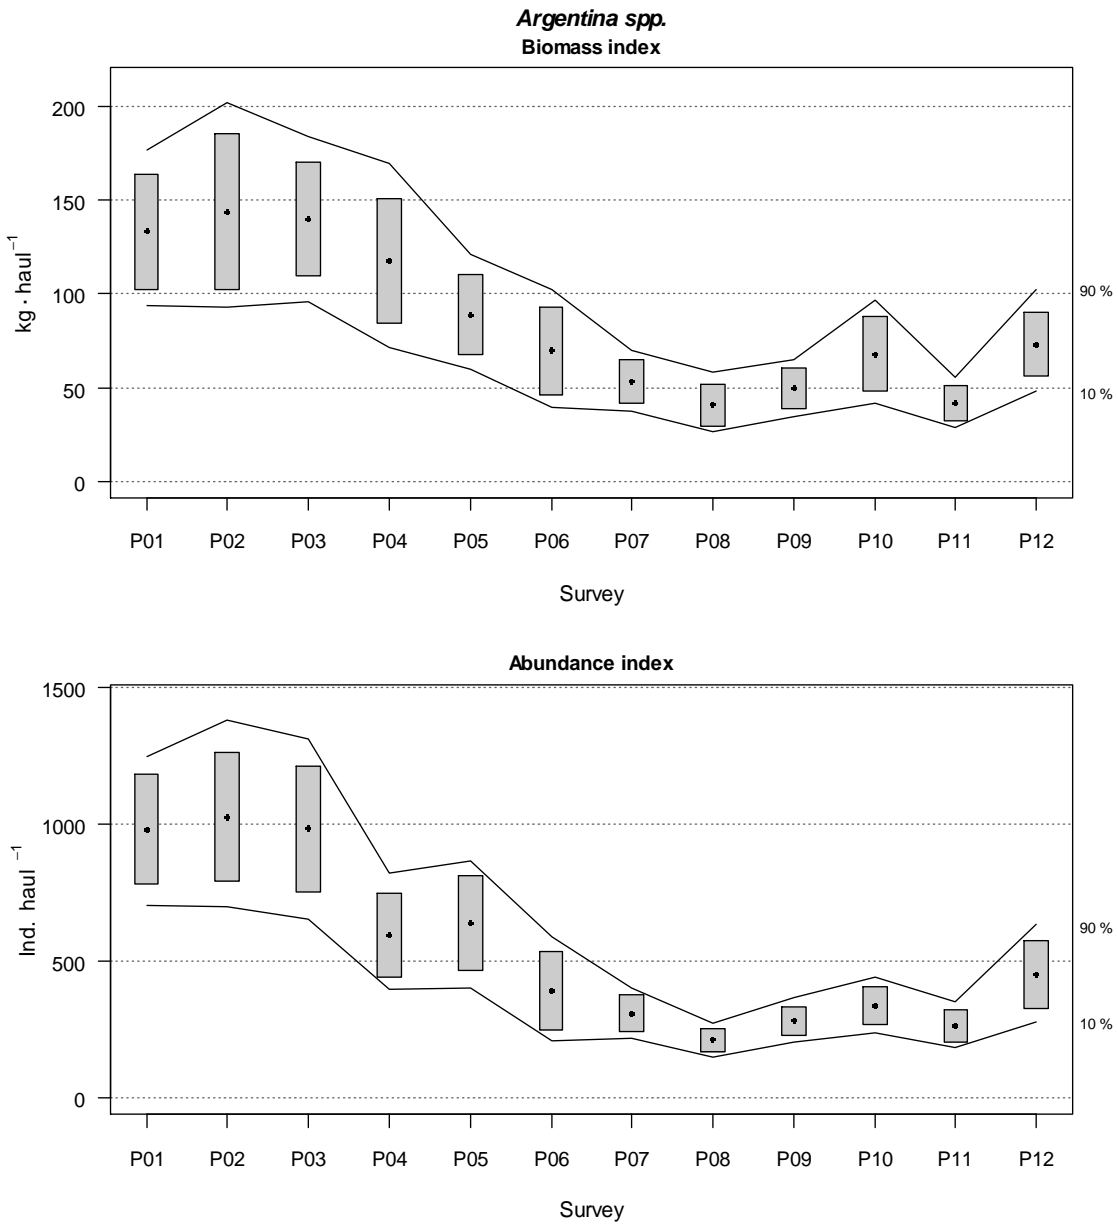 Argentina spp.
Biomass index
kg · haul⁻¹
200
150
100
50
0
90 %
10 %
P01 P02 P03 P04 P05 P06 P07 P08 P09 P10 P11 P12
Survey
Abundance index
Ind. haul ⁻¹
1500
1000
500
0
90 %
10 %
P01 P02 P03 P04 P05 P06 P07 P08 P09 P10 P11 P12
Survey